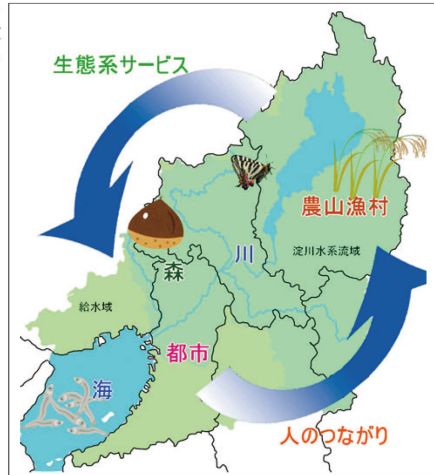 生態系サービス
農山漁村
川
淀川水系流域
森
給水域
都市
海
人のつながり